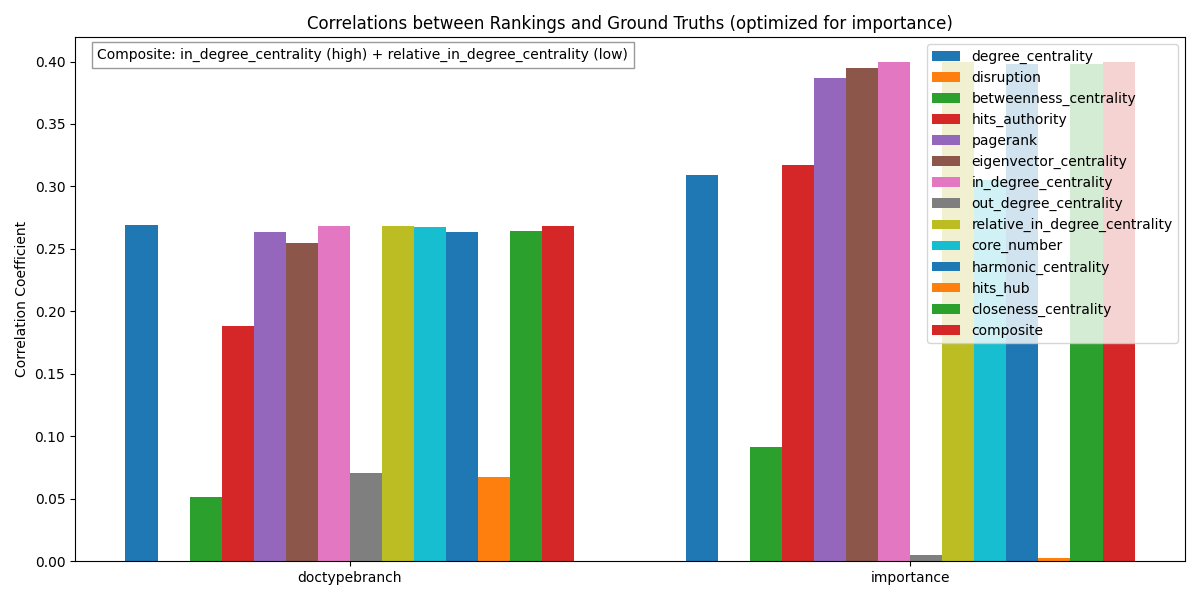 Correlations between Rankings and Ground Truths (optimized for importance)
Composite: in_degree_centrality (high) + relative_in_degree_centrality (low)
degree_centrality
disruption
betweenness_centrality
hits_authority
pagerank
eigenvector_centrality
in_degree_centrality
out_degree_centrality
relative_in_degree_centrality
core_number
harmonic_centrality
hits_hub
closeness_centrality
composite
Correlation Coefficient
0.40
0.35
0.30
0.25
0.20
0.15
0.10
0.05
0.00
doctypebranch
importance